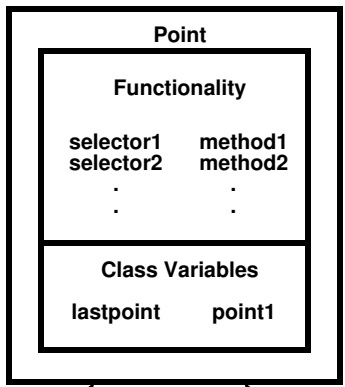 Point
Functionality
selector1 method1
selector2 method2
. .
. .
Class Variables
lastpoint point1